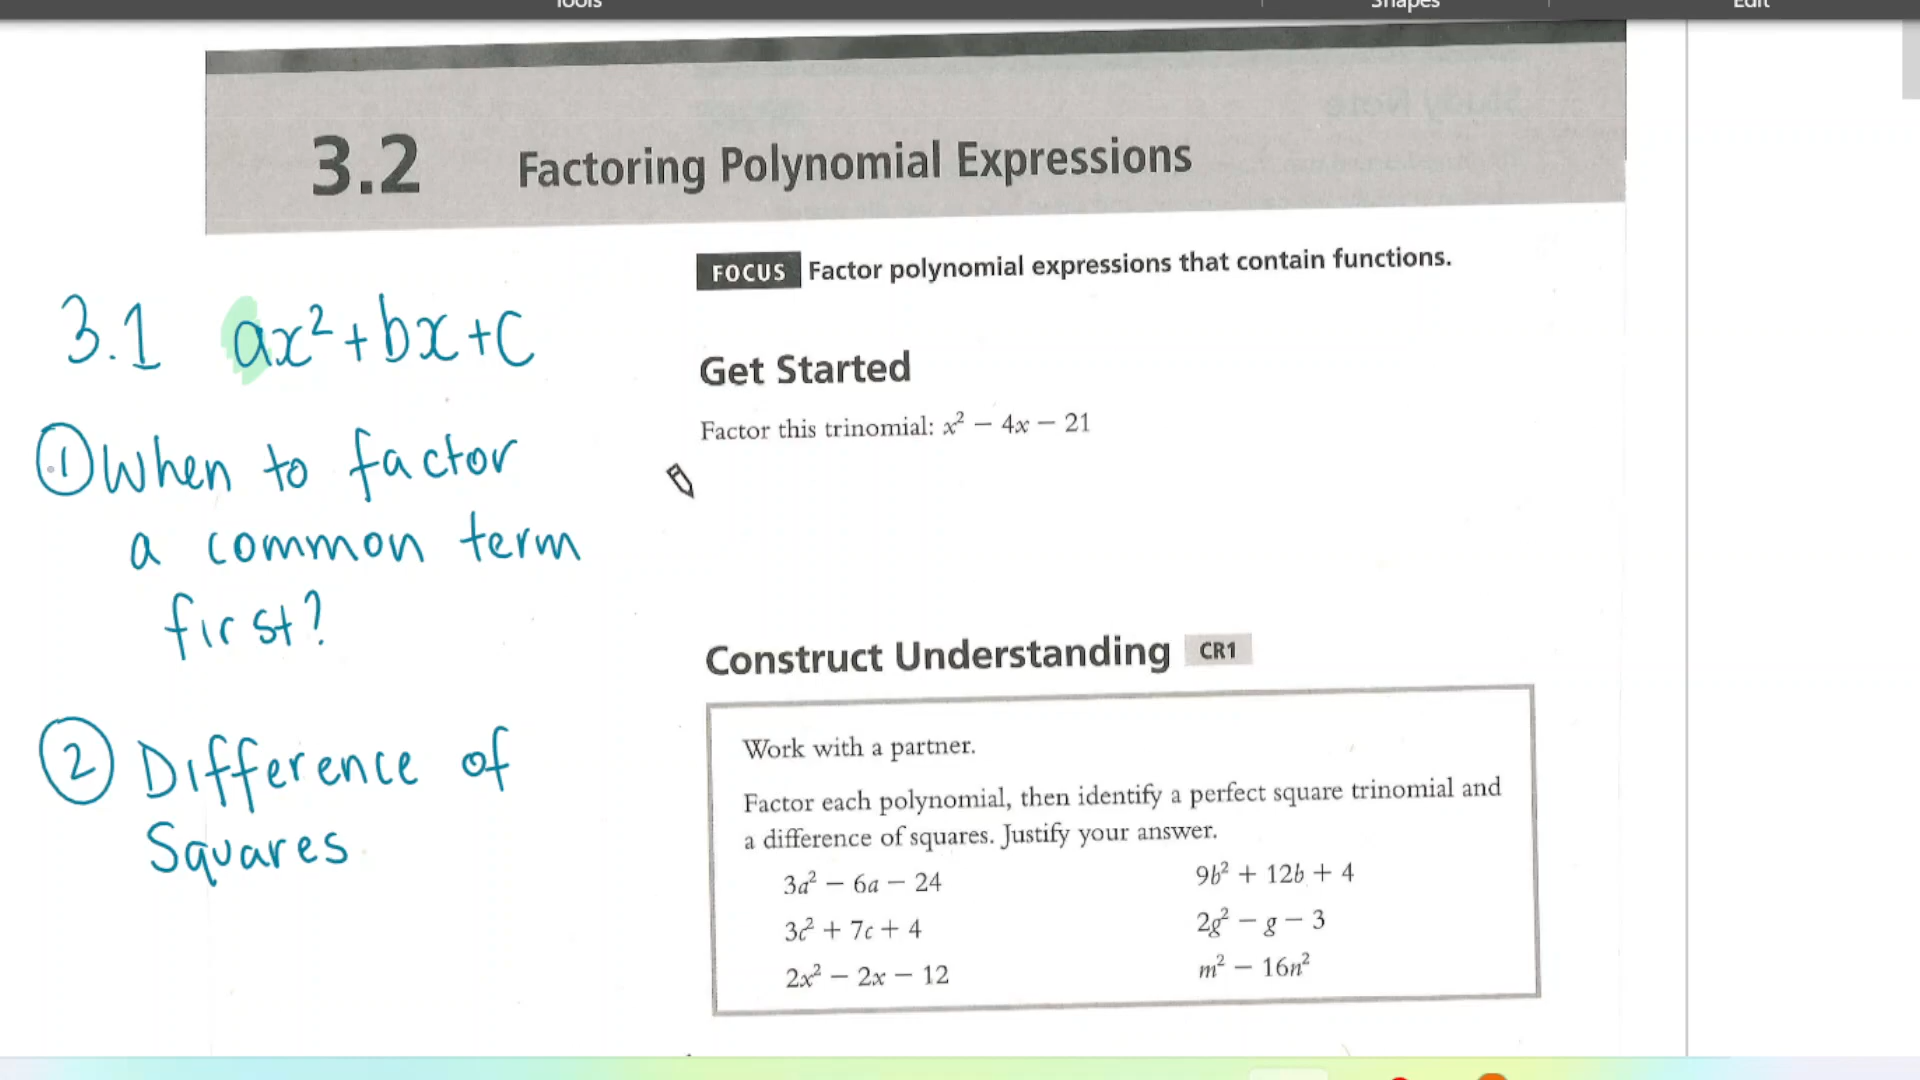 Tools Shapes Edit
3.2 Factoring Polynomial Expressions
FOCUS Factor polynomial expressions that contain functions.
3.1 ax² + bx + c
① When to factor
a common term
first?
② Difference of
Squares
Get Started
Factor this trinomial: x² − 4x − 21
Construct Understanding CR1
Work with a partner.
Factor each polynomial, then identify a perfect square trinomial and
a difference of squares. Justify your answer.
3a² − 6a − 24 9b² + 12b + 4
3c² + 7c + 4 2g² − g − 3
2x² − 2x − 12 m² − 16n²